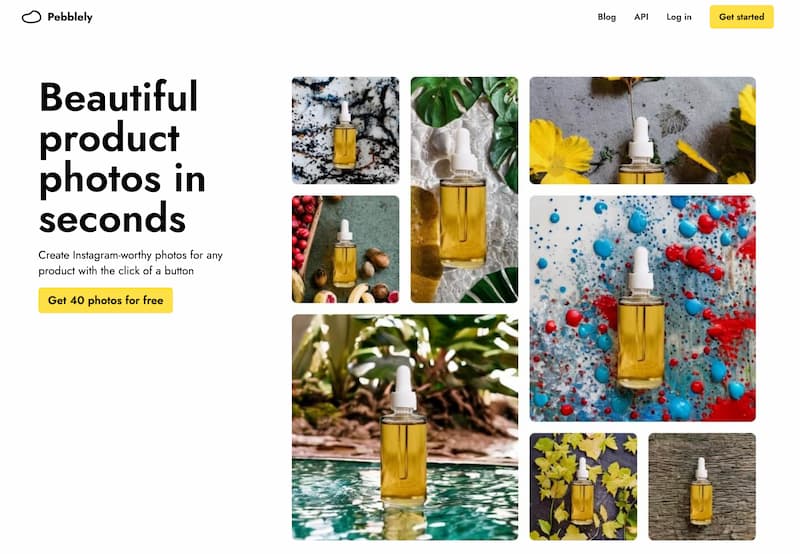 Pebblely
Blog
API
Log in
Get started
Beautiful
product
photos in
seconds
Create Instagram-worthy photos for any
product with the click of a button
Get 40 photos for free